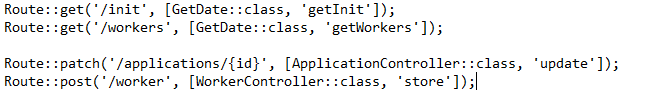 Route::get('/init', [GetDate::class, 'getInit']);
Route::get('/workers', [GetDate::class, 'getWorkers']);
Route::patch('/applications/{id}', [ApplicationController::class, 'update']);
Route::post('/worker', [WorkerController::class, 'store']);